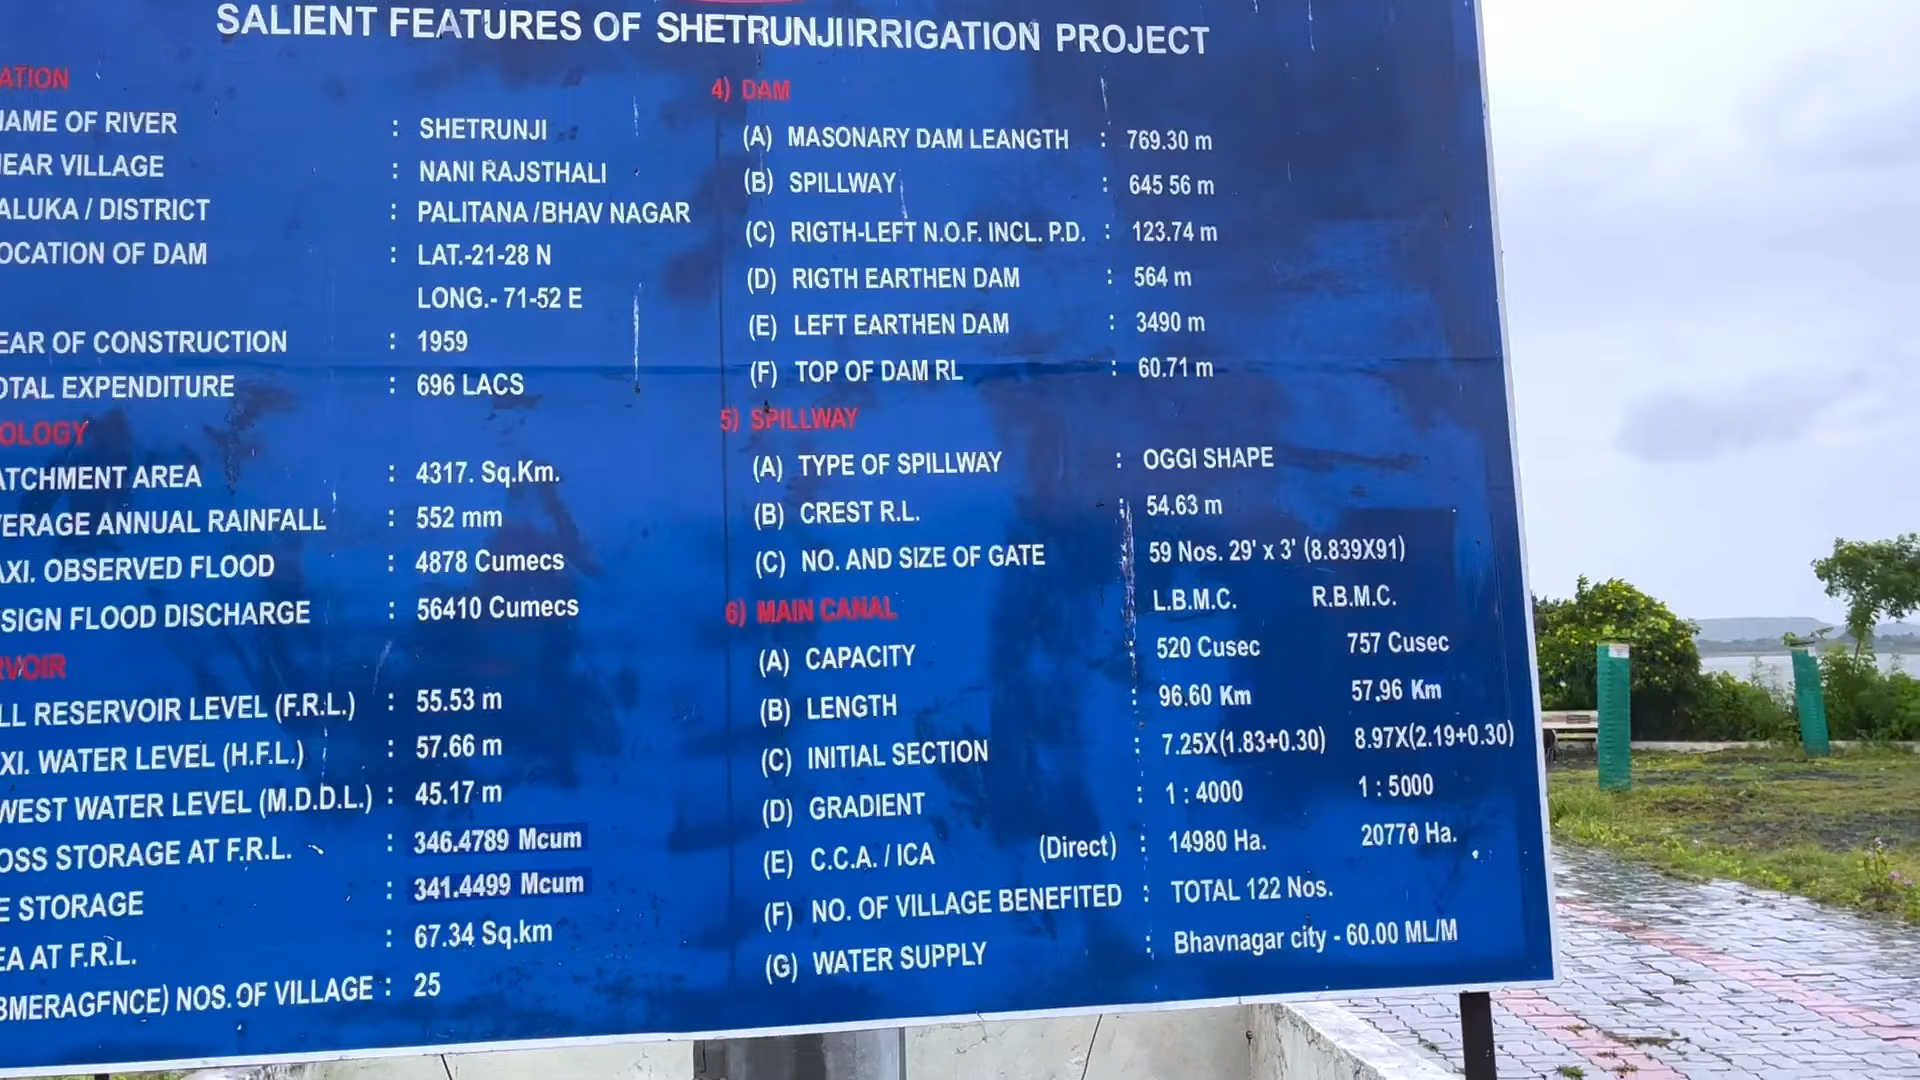 SALIENT FEATURES OF SHETRUNJI IRRIGATION PROJECT
ATION
NAME OF RIVER : SHETRUNJI
NEAR VILLAGE : NANI RAJSTHALI
ALUKA / DISTRICT : PALITANA / BHAV NAGAR
OCATION OF DAM : LAT.-21-28 N
LONG.- 71-52 E
EAR OF CONSTRUCTION : 1959
OTAL EXPENDITURE : 696 LACS
OLOGY
ATCHMENT AREA : 4317. Sq.Km.
VERAGE ANNUAL RAINFALL : 552 mm
AXI. OBSERVED FLOOD : 4878 Cumecs
SIGN FLOOD DISCHARGE : 56410 Cumecs
RVOIR
LL RESERVOIR LEVEL (F.R.L.) : 55.53 m
XI. WATER LEVEL (H.F.L.) : 57.66 m
WEST WATER LEVEL (M.D.D.L.) : 45.17 m
OSS STORAGE AT F.R.L. : 346.4789 Mcum
E STORAGE : 341.4499 Mcum
EA AT F.R.L. : 67.34 Sq.km
BMERAGENCE) NOS. OF VILLAGE : 25
4) DAM
(A) MASONARY DAM LEANGTH : 769.30 m
(B) SPILLWAY : 645 56 m
(C) RIGTH-LEFT N.O.F. INCL. P.D. : 123.74 m
(D) RIGTH EARTHEN DAM : 564 m
(E) LEFT EARTHEN DAM : 3490 m
(F) TOP OF DAM RL : 60.71 m
5) SPILLWAY
(A) TYPE OF SPILLWAY : OGGI SHAPE
(B) CREST R.L. : 54.63 m
(C) NO. AND SIZE OF GATE 59 Nos. 29' x 3' (8.839X91)
6) MAIN CANAL L.B.M.C. R.B.M.C.
(A) CAPACITY 520 Cusec 757 Cusec
(B) LENGTH : 96.60 Km 57.96 Km
(C) INITIAL SECTION : 7.25X(1.83+0.30) 8.97X(2.19+0.30)
(D) GRADIENT : 1 : 4000 1 : 5000
(E) C.C.A. / ICA (Direct) : 14980 Ha. 20770 Ha.
(F) NO. OF VILLAGE BENEFITED : TOTAL 122 Nos.
(G) WATER SUPPLY : Bhavnagar city - 60.00 ML/M